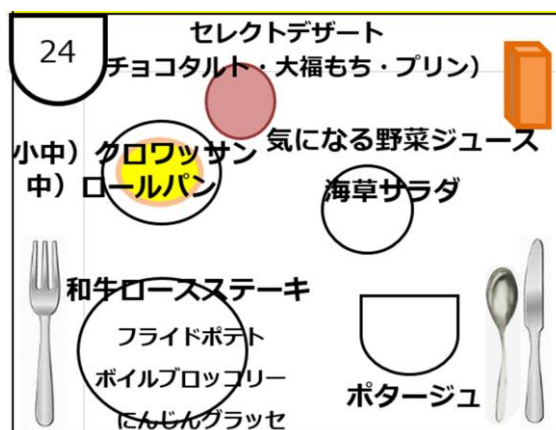 24
セレクトデザート
チョコタルト・大福もち・プリン）
小中）クロワッサン
中）ロールパン
気になる野菜ジュース
海草サラダ
和牛ロースステーキ
フライドポテト
ボイルブロッコリー
にんじんグラッセ
ポタージュ